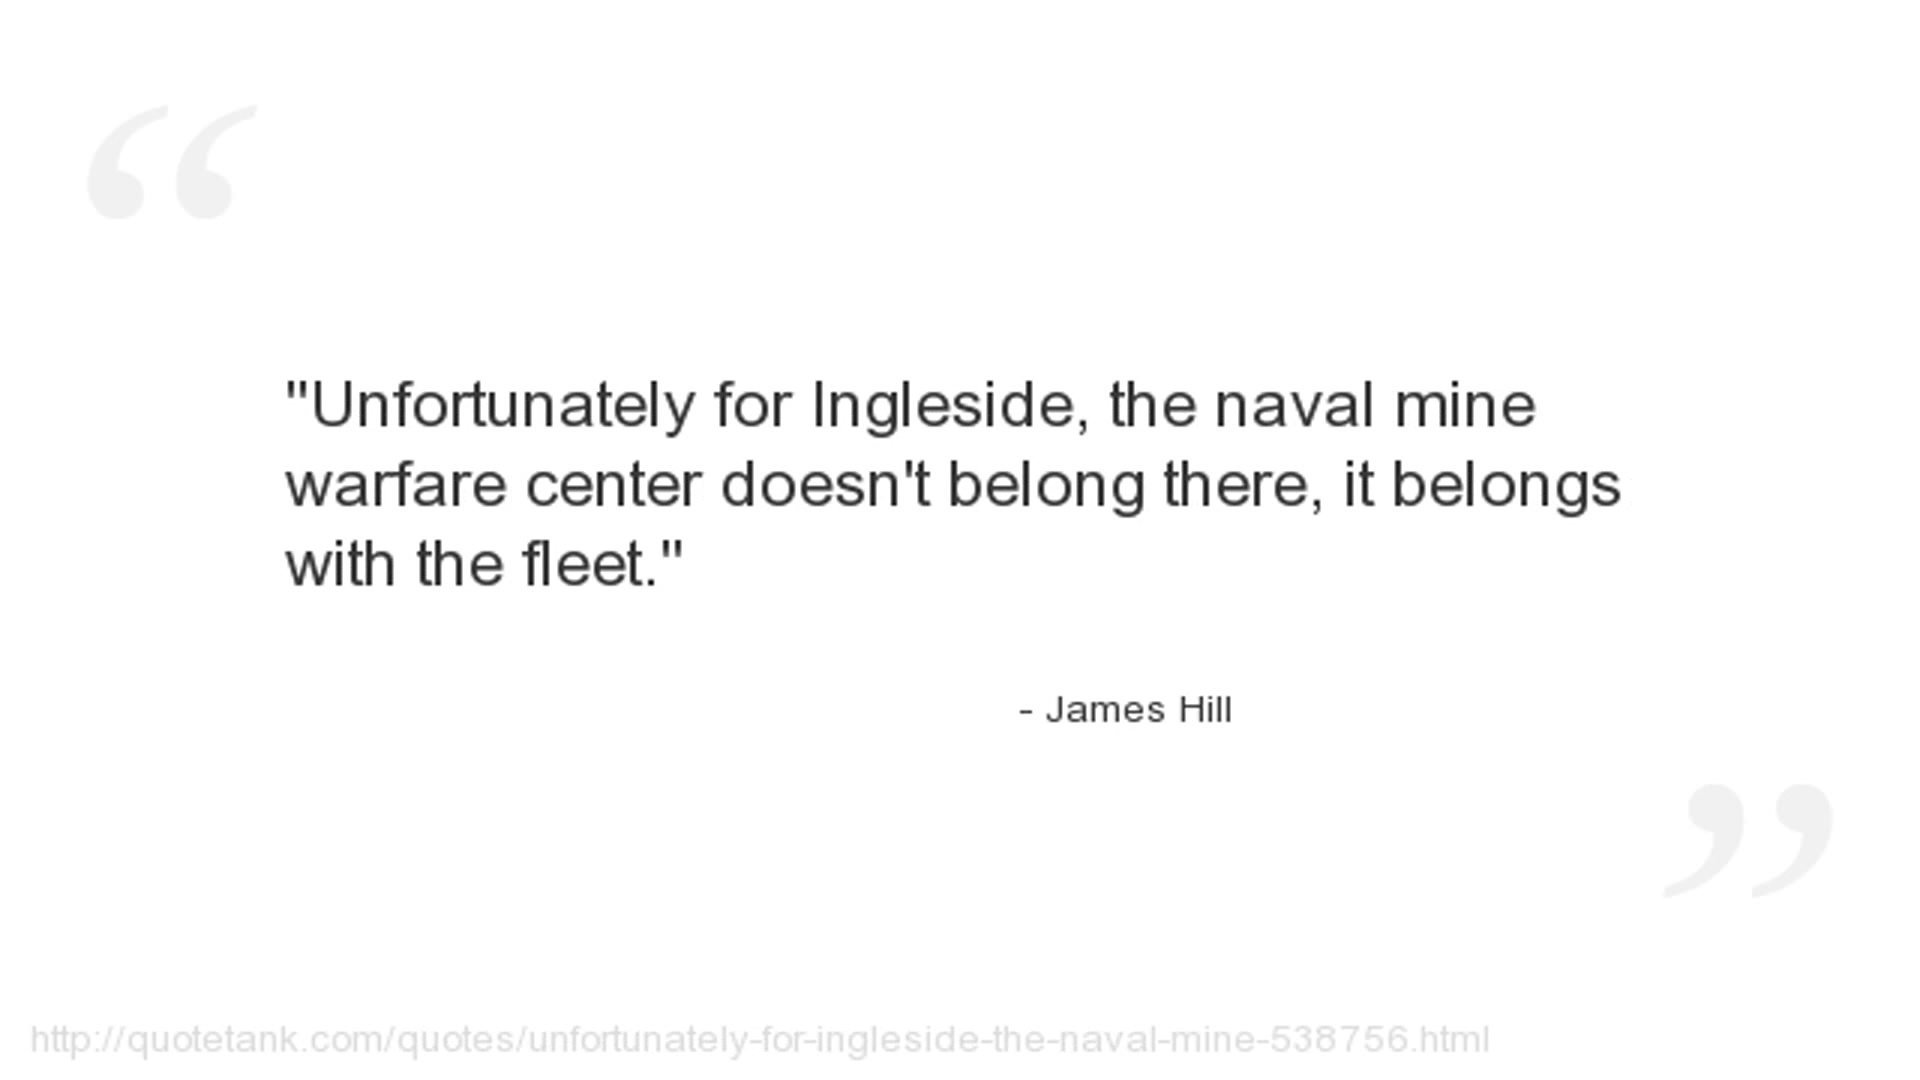 "Unfortunately for Ingleside, the naval mine
warfare center doesn't belong there, it belongs
with the fleet."
- James Hill
http://quotetank.com/quotes/unfortunately-for-ingleside-the-naval-mine-538756.html